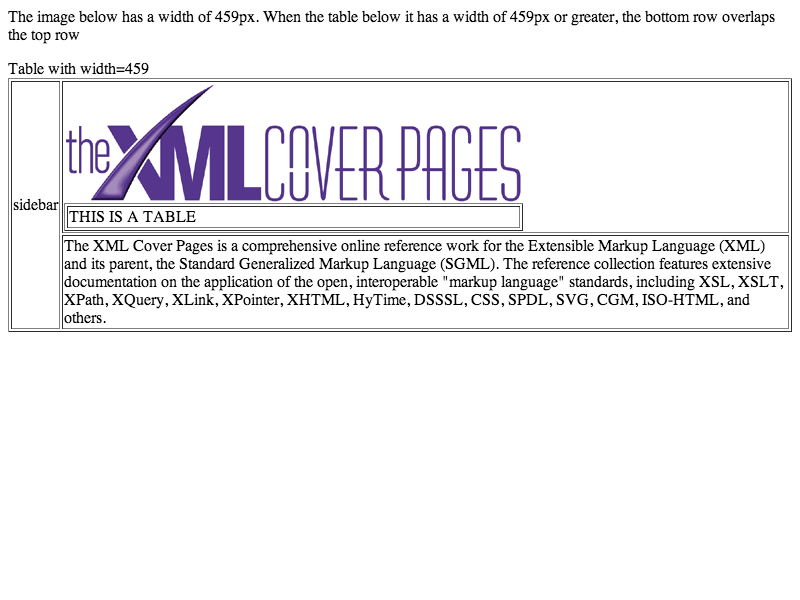 The image below has a width of 459px. When the table below it has a width of 459px or greater, the bottom row overlaps
the top row
Table with width=459
the XML COVER PAGES
sidebar
THIS IS A TABLE
The XML Cover Pages is a comprehensive online reference work for the Extensible Markup Language (XML)
and its parent, the Standard Generalized Markup Language (SGML). The reference collection features extensive
documentation on the application of the open, interoperable "markup language" standards, including XSL, XSLT,
XPath, XQuery, XLink, XPointer, XHTML, HyTime, DSSSL, CSS, SPDL, SVG, CGM, ISO-HTML, and
others.